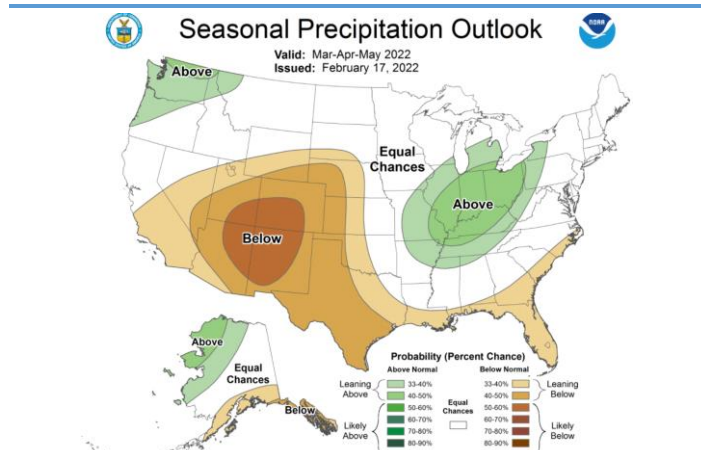 Seasonal Precipitation Outlook
Valid: Mar-Apr-May 2022
Issued: February 17, 2022
NOAA
Above
Equal
Chances
Above
Below
Above
Equal
Chances
Below
Probability (Percent Chance)
Above Normal
Below Normal
Leaning
Above
33-40%
40-50%
Likely
Above
50-60%
60-70%
70-80%
80-90%
Equal
Chances
33-40%
40-50%
Leaning
Below
50-60%
60-70%
70-80%
80-90%
Likely
Below